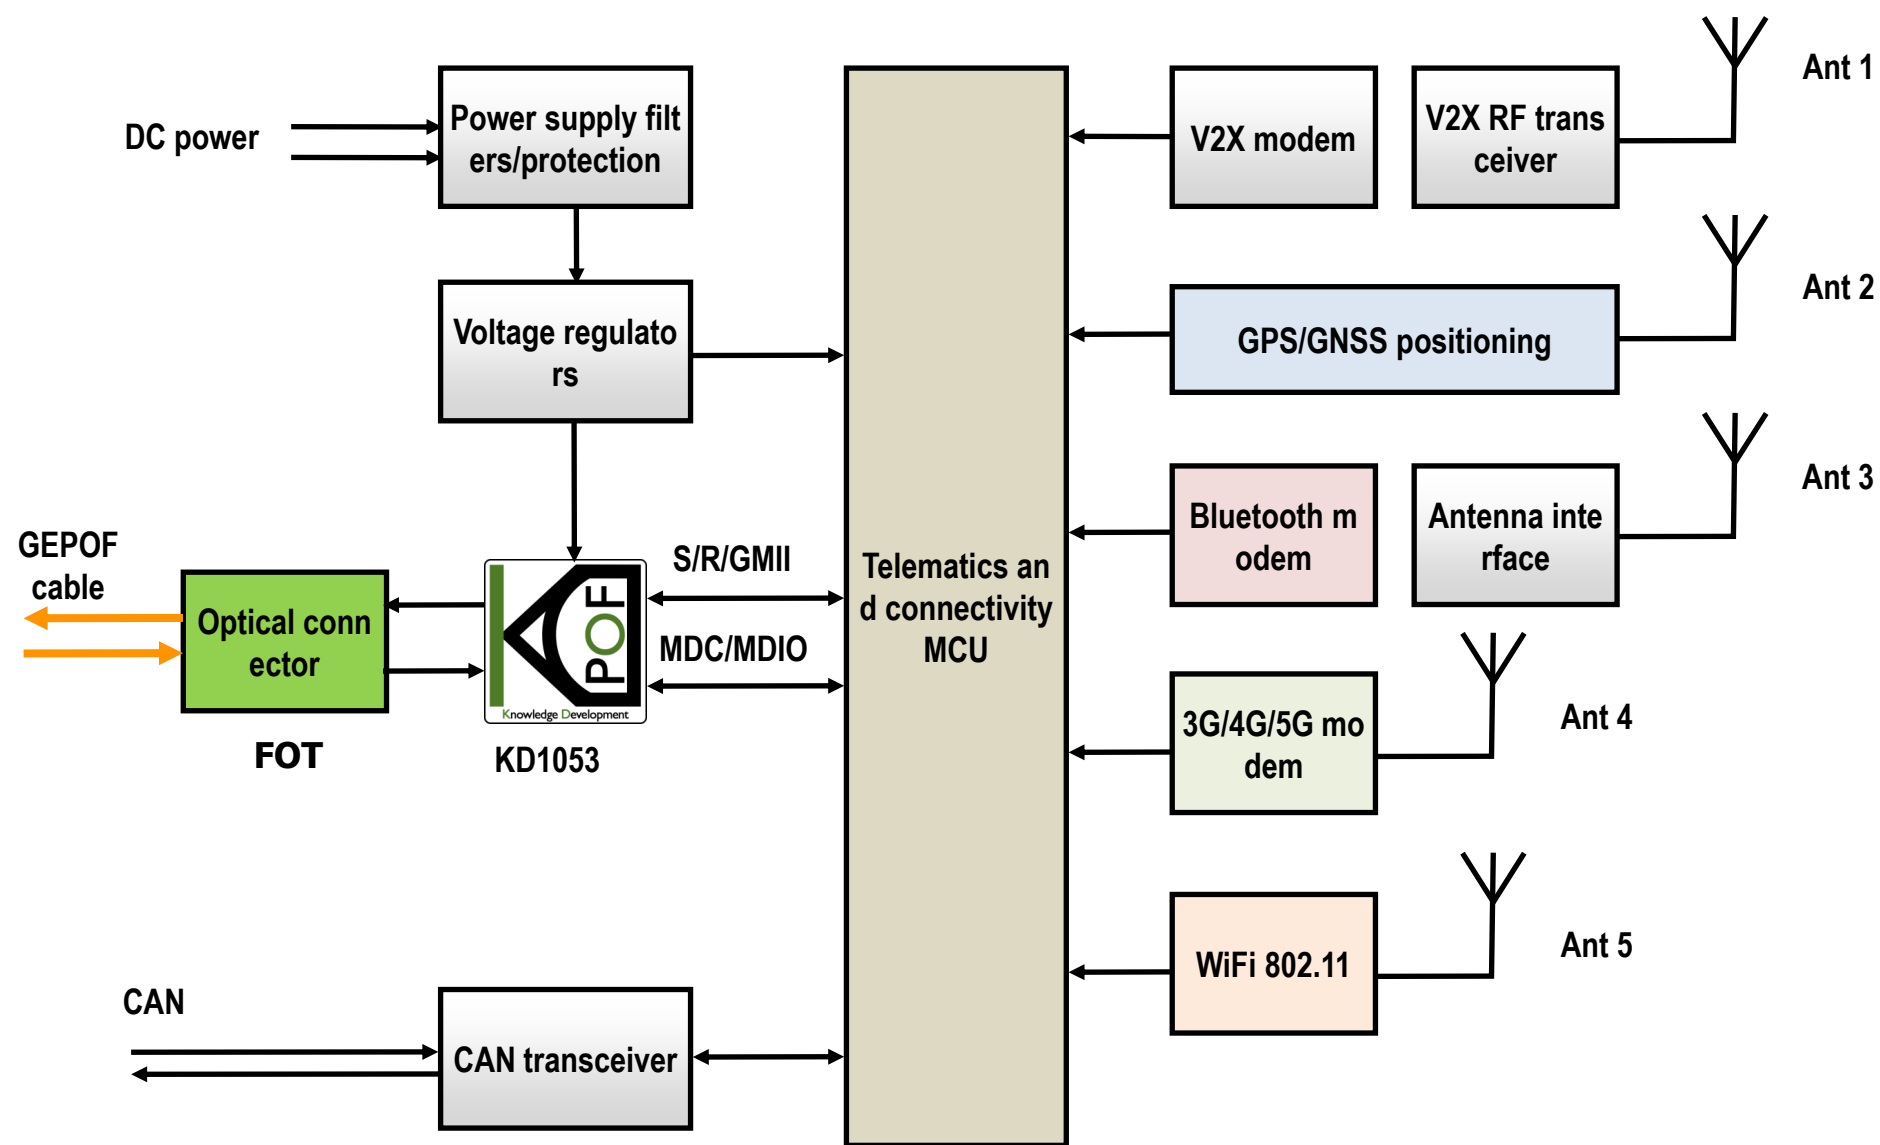 Ant 1
Power supply filt
ers/protection
DC power
V2X modem
V2X RF trans
ceiver
Ant 2
Voltage regulato
rs
GPS/GNSS positioning
Ant 3
Bluetooth m
odem
Antenna inte
rface
GEPOF
cable
Optical conn
ector
FOT
KD
POF
Knowledge Development
KD1053
S/R/GMII
MDC/MDIO
Telematics an
d connectivity
MCU
3G/4G/5G mo
dem
Ant 4
WiFi 802.11
Ant 5
CAN
CAN transceiver